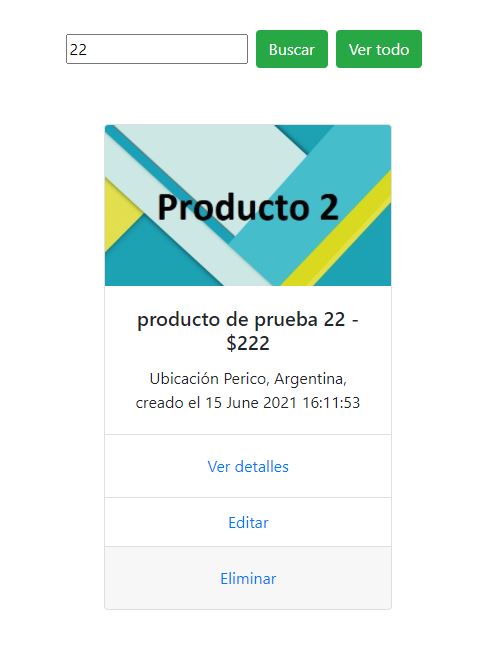 22 Buscar Ver todo
Producto 2
producto de prueba 22 -
$222
Ubicación Perico, Argentina,
creado el 15 June 2021 16:11:53
Ver detalles
Editar
Eliminar